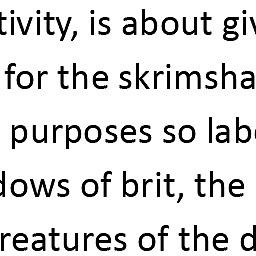 tivity, is about giv
for the skrimsha
purposes so labo
dows of brit, the
reatures of the d